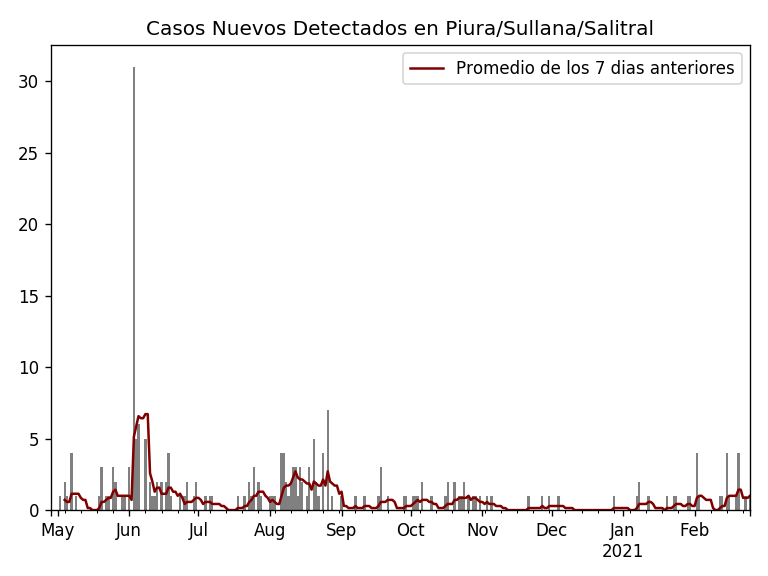 Casos Nuevos Detectados en Piura/Sullana/Salitral
Promedio de los 7 dias anteriores
30
25
20
15
10
5
0
May Jun Jul Aug Sep Oct Nov Dec Jan Feb
2021